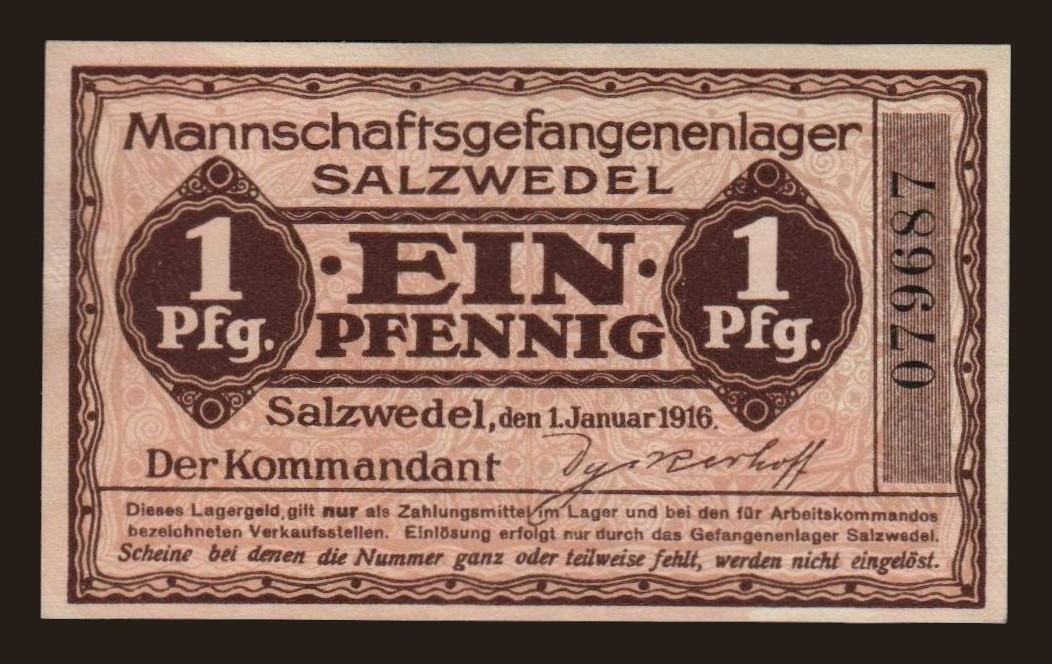 Mannschaftsgefangenenlager
SALZWEDEL
1
Pfg.
· EIN ·
PFENNIG
1
Pfg.
079687
Salzwedel, den 1. Januar 1916.
Der Kommandant Dyckerhoff
Dieses Lagergeld, gilt nur als Zahlungsmittel im Lager und bei den für Arbeitskommandos
bezeichneten Verkaufsstellen. Einlösung erfolgt nur durch das Gefangenenlager Salzwedel.
Scheine bei denen die Nummer ganz oder teilweise fehlt, werden nicht eingelöst.